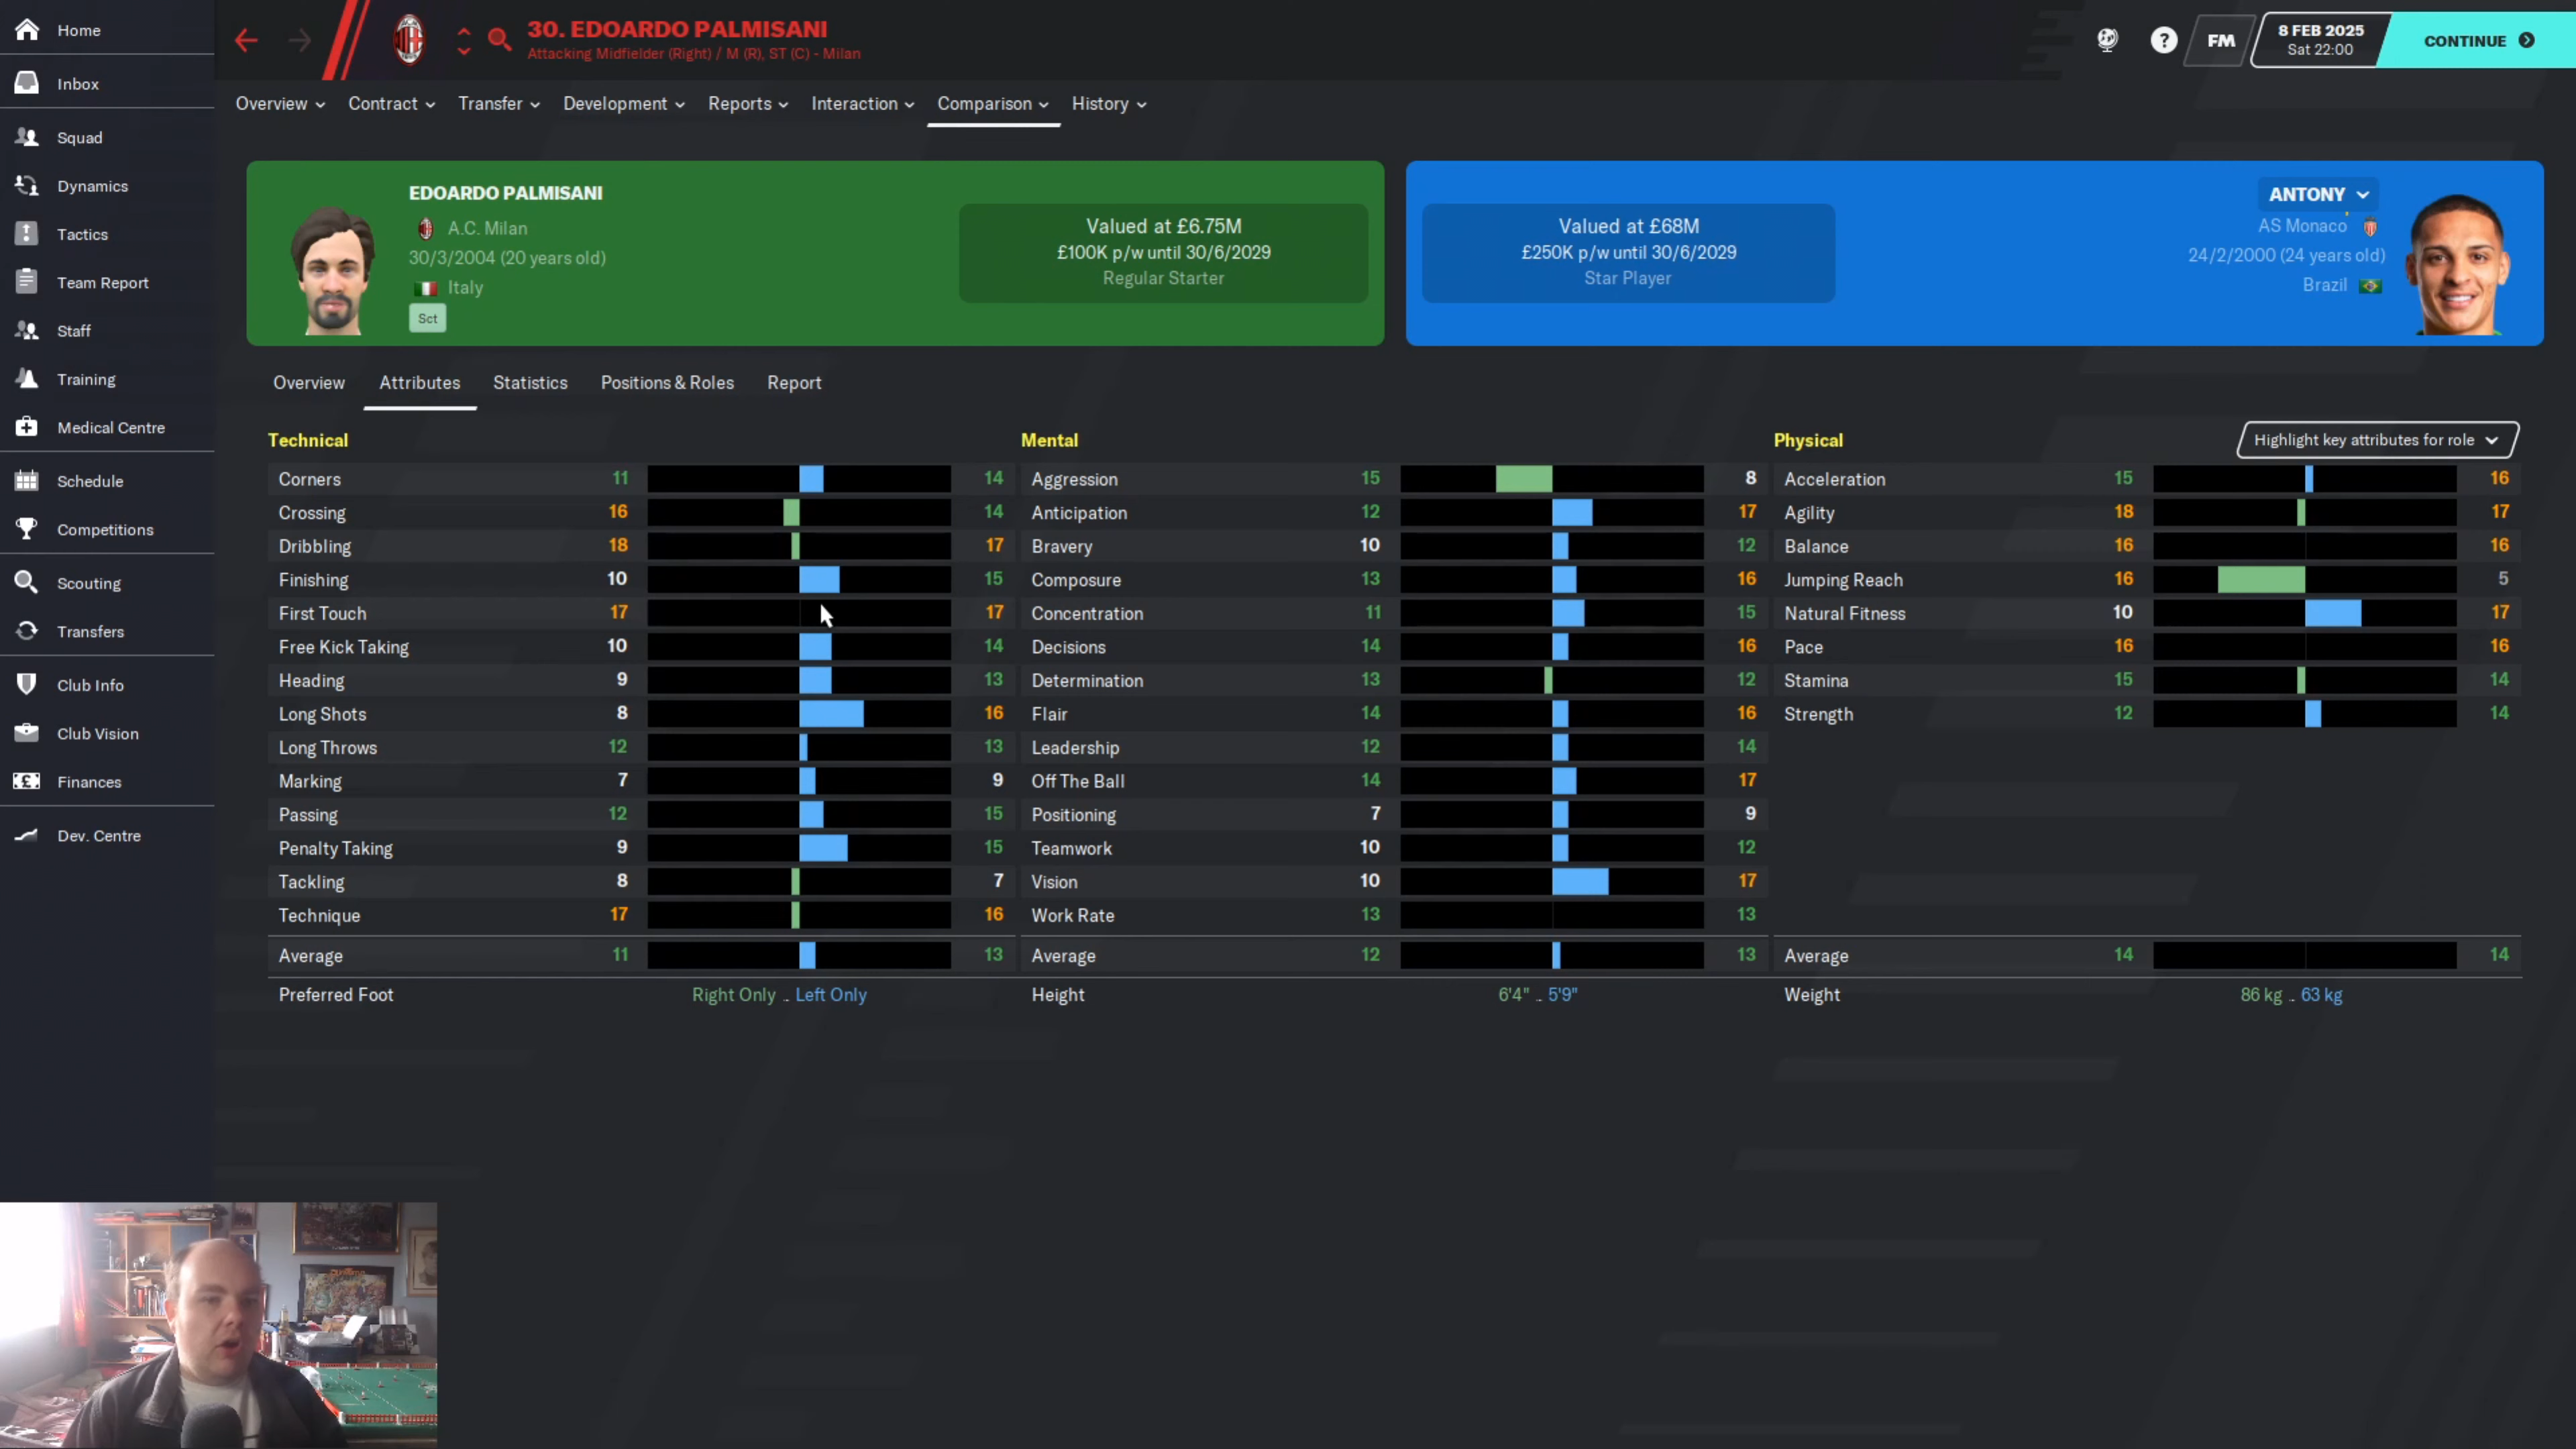 Home
Inbox
Squad
Dynamics
Tactics
Team Report
Staff
Training
Medical Centre
Schedule
Competitions
Scouting
Transfers
Club Info
Club Vision
Finances
Dev. Centre
30. EDOARDO PALMISANI
Attacking Midfielder (Right) / M (R), ST (C) - Milan
?
FM
8 FEB 2025
Sat 22:00
CONTINUE
Overview Contract Transfer Development Reports Interaction Comparison History
EDOARDO PALMISANI
A.C. Milan
30/3/2004 (20 years old)
Italy
Sct
Valued at £6.75M
£100K p/w until 30/6/2029
Regular Starter
Valued at £68M
£250K p/w until 30/6/2029
Star Player
ANTONY
AS Monaco
24/2/2000 (24 years old)
Brazil
Overview Attributes Statistics Positions & Roles Report
Highlight key attributes for role
Technical
Corners 11 14
Crossing 16 14
Dribbling 18 17
Finishing 10 15
First Touch 17 17
Free Kick Taking 10 14
Heading 9 13
Long Shots 8 16
Long Throws 12 13
Marking 7 9
Passing 12 15
Penalty Taking 9 15
Tackling 8 7
Technique 17 16
Average 11 13
Preferred Foot Right Only .. Left Only
Mental
Aggression 15 8
Anticipation 12 17
Bravery 10 12
Composure 13 16
Concentration 11 15
Decisions 14 16
Determination 13 12
Flair 14 16
Leadership 12 14
Off The Ball 14 17
Positioning 7 9
Teamwork 10 12
Vision 10 17
Work Rate 13 13
Average 12 13
Height 6'4" .. 5'9"
Physical
Acceleration 15 16
Agility 18 17
Balance 16 16
Jumping Reach 16 5
Natural Fitness 10 17
Pace 16 16
Stamina 15 14
Strength 12 14
Average 14 14
Weight 86 kg .. 63 kg